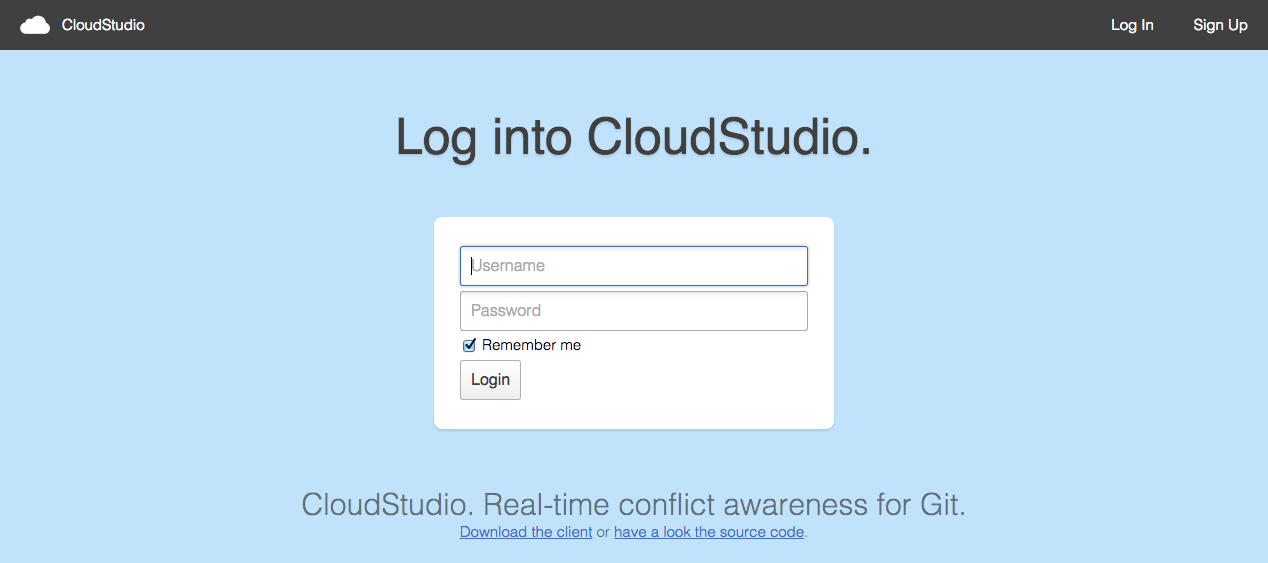 CloudStudio Log In Sign Up
Log into CloudStudio.
Username
Password
Remember me
Login
CloudStudio. Real-time conflict awareness for Git.
Download the client or have a look the source code.